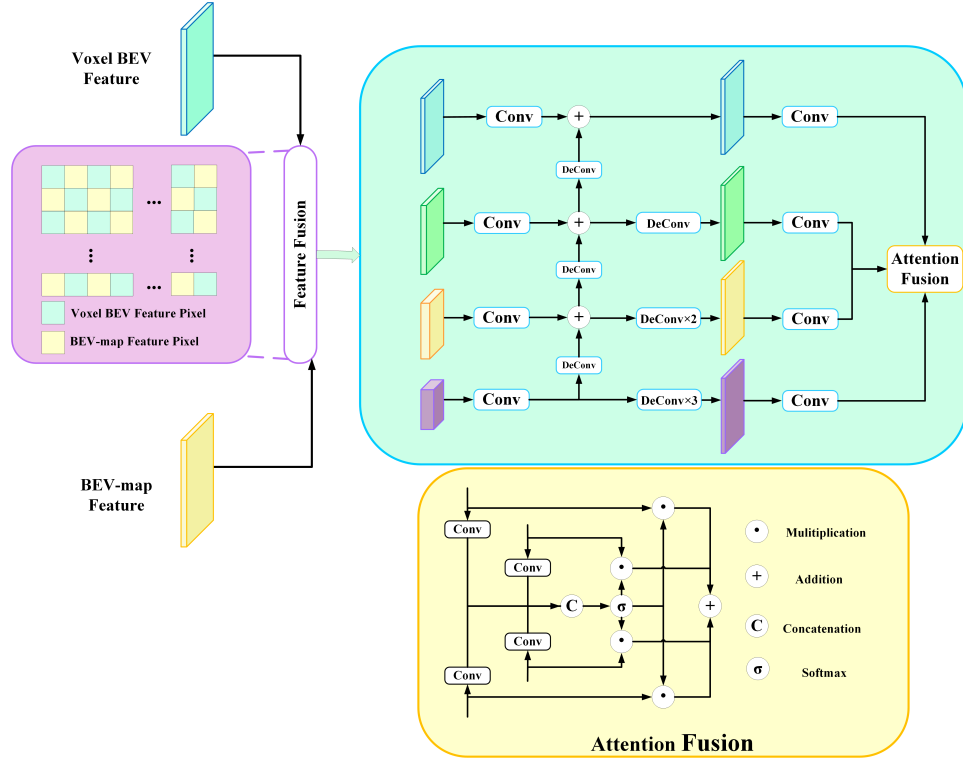 Voxel BEV
Feature
Feature Fusion
...
...
...
...
Voxel BEV Feature Pixel
BEV-map Feature Pixel
BEV-map
Feature
Conv
+
Conv
DeConv
Conv
+
DeConv
Conv
DeConv
Conv
+
DeConv×2
Conv
DeConv
Conv
DeConv×3
Conv
Attention
Fusion
Conv
Conv
C
σ
Conv
Conv
•
•
•
•
+
• Mulitiplication
+ Addition
C Concatenation
σ Softmax
Attention Fusion